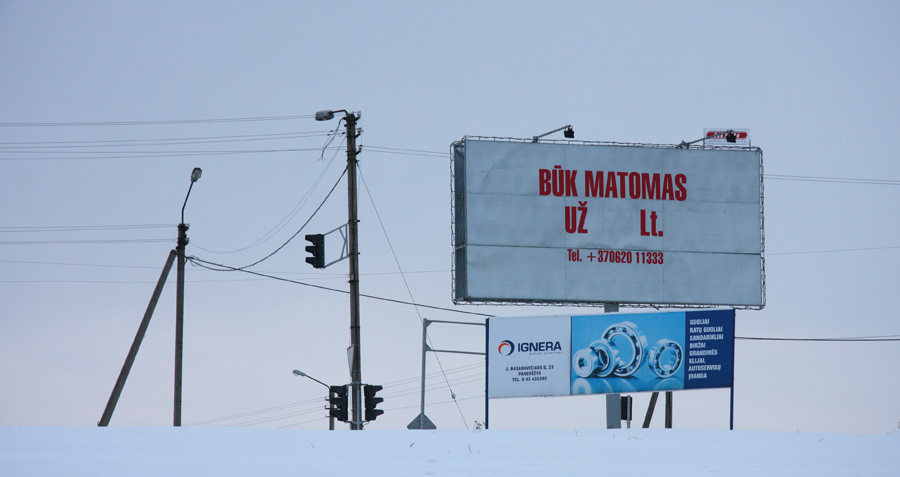 BŪK MATOMAS
UŽ Lt.
Tel. +370620 11333
IGNERA
J. BASANAVIČIAUS G. 23
PANEVĖŽYS
GUOLIAI
RATŲ GUOLIAI
SANDARIKLIAI
DIRŽAI
GRANDINĖS
KLIJAI,
AUTOSERVISŲ
ĮRANGA